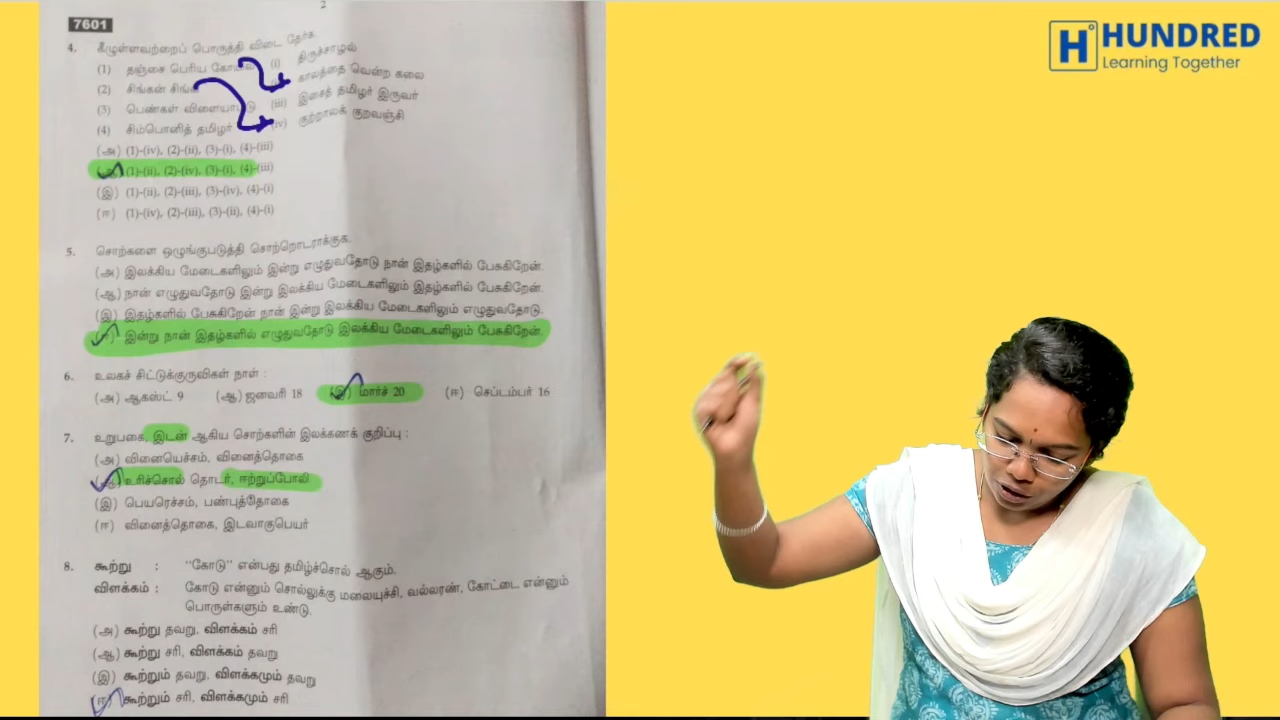 2
7601
4. கீழுள்ளவற்றைப் பொருத்தி விடை தேர்க
(1) தஞ்சை பெரிய (i) திருச்சாழல்
(2) சிங்கன் காலத்தை வென்ற கலை
(3) பெண்கள் (iii) இசைத் தமிழர் இருவர்
(4) சிம்பொனித் தமிழர் (iv) குற்றாலக் குறவஞ்சி
(அ) (1)-(iv), (2)-(ii), (3)-(i), (4)-(iii)
(ஆ) (1)-(ii), (2)-(iv), (3)-(i), (4)-(iii)
(இ) (1)-(ii), (2)-(iii), (3)-(iv), (4)-(i)
(ஈ) (1)-(iv), (2)-(iii), (3)-(ii), (4)-(i)
5. சொற்களை ஒழுங்குபடுத்தி சொற்றொடராக்குக.
(அ) இலக்கிய மேடைகளிலும் இன்று எழுதுவதோடு நான் இதழ்களில் பேசுகிறேன்.
(ஆ) நான் எழுதுவதோடு இன்று இலக்கிய மேடைகளிலும் இதழ்களில் பேசுகிறேன்.
(இ) இதழ்களில் பேசுகிறேன் நான் இன்று இலக்கிய மேடைகளிலும் எழுதுவதோடு.
(ஈ) இன்று நான் இதழ்களில் எழுதுவதோடு இலக்கிய மேடைகளிலும் பேசுகிறேன்.
6. உலகச் சிட்டுக்குருவிகள் நாள் :
(அ) ஆகஸ்ட் 9 (ஆ) ஜனவரி 18 (இ) மார்ச் 20 (ஈ) செப்டம்பர் 16
7. உறுபகை, இடன் ஆகிய சொற்களின் இலக்கணக் குறிப்பு :
(அ) வினையெச்சம், வினைத்தொகை
(ஆ) உரிச்சொல் தொடர், ஈற்றுப்போலி
(இ) பெயரெச்சம், பண்புத்தொகை
(ஈ) வினைத்தொகை, இடவாகுபெயர்
8. கூற்று : "கோடு" என்பது தமிழ்ச்சொல் ஆகும்.
விளக்கம் : கோடு என்னும் சொல்லுக்கு மலையுச்சி, வல்லரண், கோட்டை என்னும்
பொருள்களும் உண்டு.
(அ) கூற்று தவறு, விளக்கம் சரி
(ஆ) கூற்று சரி, விளக்கம் தவறு
(இ) கூற்றும் தவறு, விளக்கமும் தவறு
(ஈ) கூற்றும் சரி, விளக்கமும் சரி
H HUNDRED
Learning Together